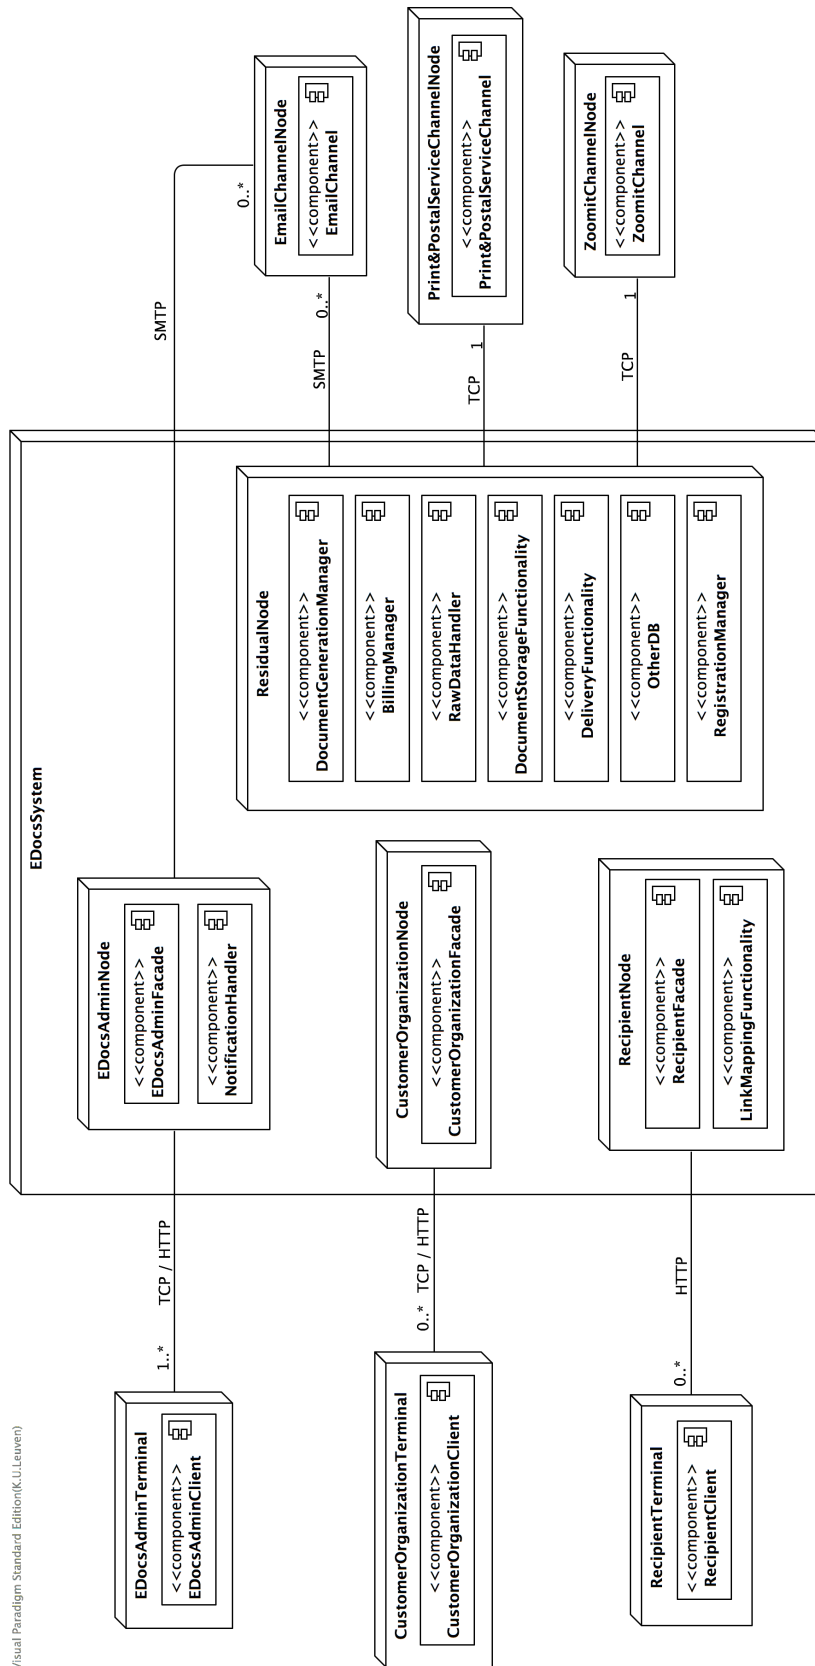 Visual Paradigm Standard Edition(K.U.Leuven)
EDocsAdminTerminal
<<component>>
EDocsAdminClient
1..*
TCP / HTTP
CustomerOrganizationTerminal
<<component>>
CustomerOrganizationClient
0..*
TCP / HTTP
RecipientTerminal
<<component>>
RecipientClient
0..*
HTTP
EDocsSystem
EDocsAdminNode
<<component>>
EDocsAdminFacade
<<component>>
NotificationHandler
CustomerOrganizationNode
<<component>>
CustomerOrganizationFacade
RecipientNode
<<component>>
RecipientFacade
<<component>>
LinkMappingFunctionality
ResidualNode
<<component>>
DocumentGenerationManager
<<component>>
BillingManager
<<component>>
RawDataHandler
<<component>>
DocumentStorageFunctionality
<<component>>
DeliveryFunctionality
<<component>>
OtherDB
<<component>>
RegistrationManager
SMTP
0..*
SMTP
0..*
TCP
1
TCP
1
EmailChannelNode
<<component>>
EmailChannel
Print&PostalServiceChannelNode
<<component>>
Print&PostalServiceChannel
ZoomitChannelNode
<<component>>
ZoomitChannel